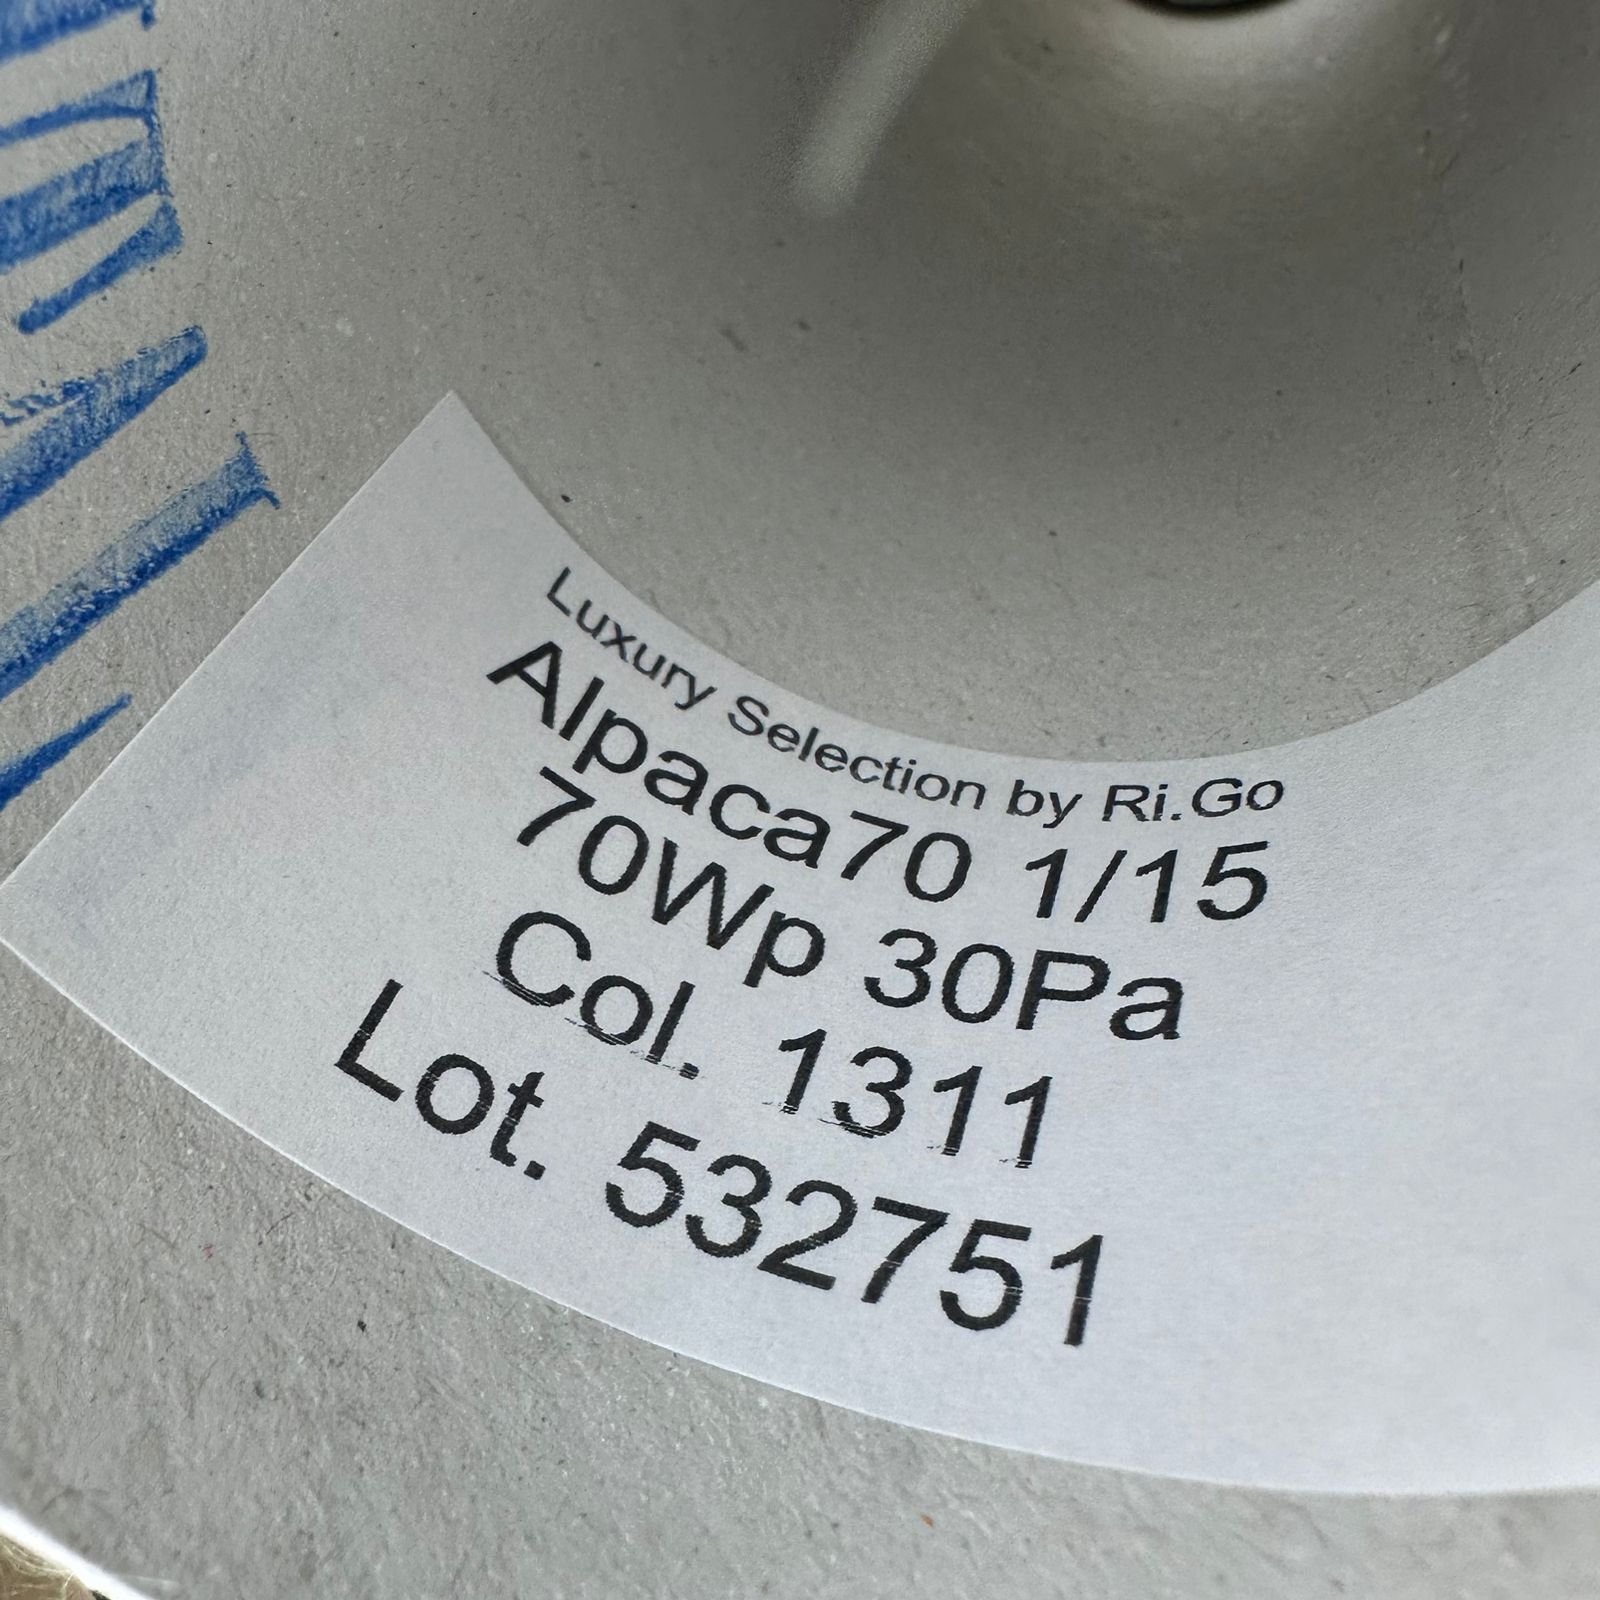 Luxury Selection by Ri.Go
Alpaca70 1/15
70Wp 30Pa
Col. 1311
Lot. 532751